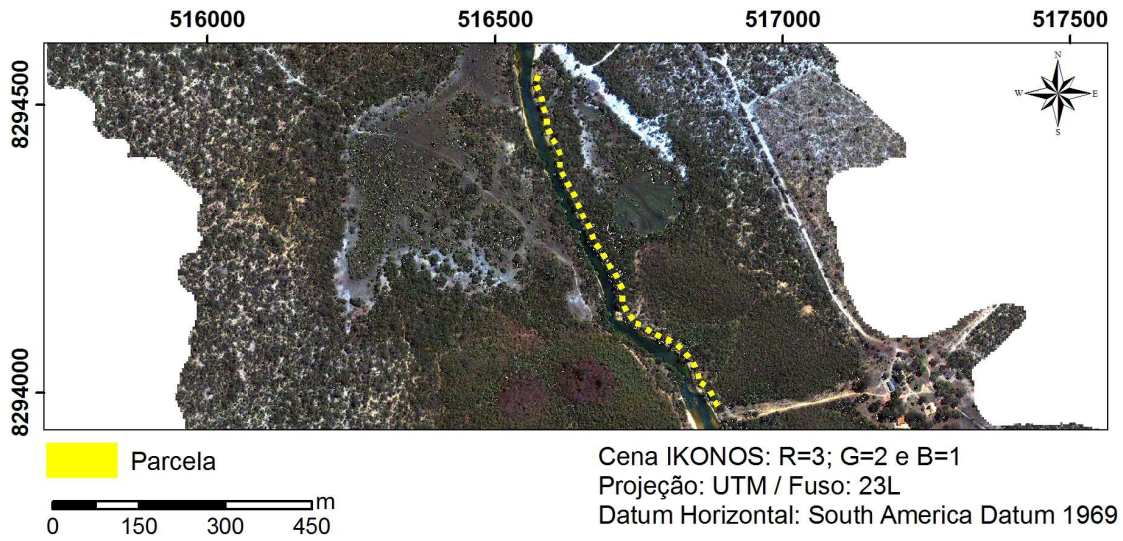 516000 516500 517000 517500
8294500
8294000
N
W E
S
Parcela
m
0 150 300 450
Cena IKONOS: R=3; G=2 e B=1
Projeção: UTM / Fuso: 23L
Datum Horizontal: South America Datum 1969